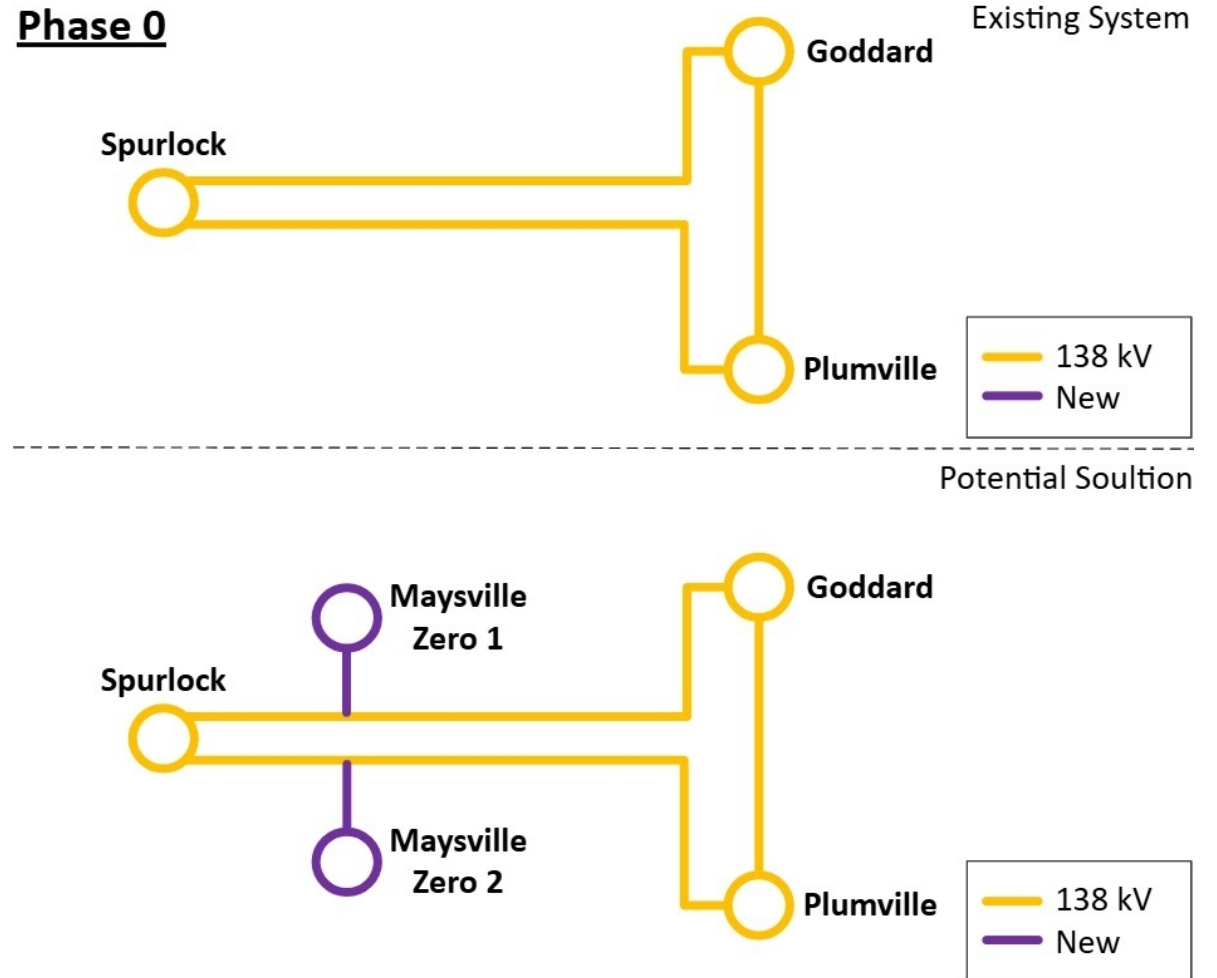 Phase 0
Existing System
Goddard
Spurlock
Plumville
138 kV
New
Potential Soultion
Maysville
Zero 1
Goddard
Spurlock
Maysville
Zero 2
Plumville
138 kV
New